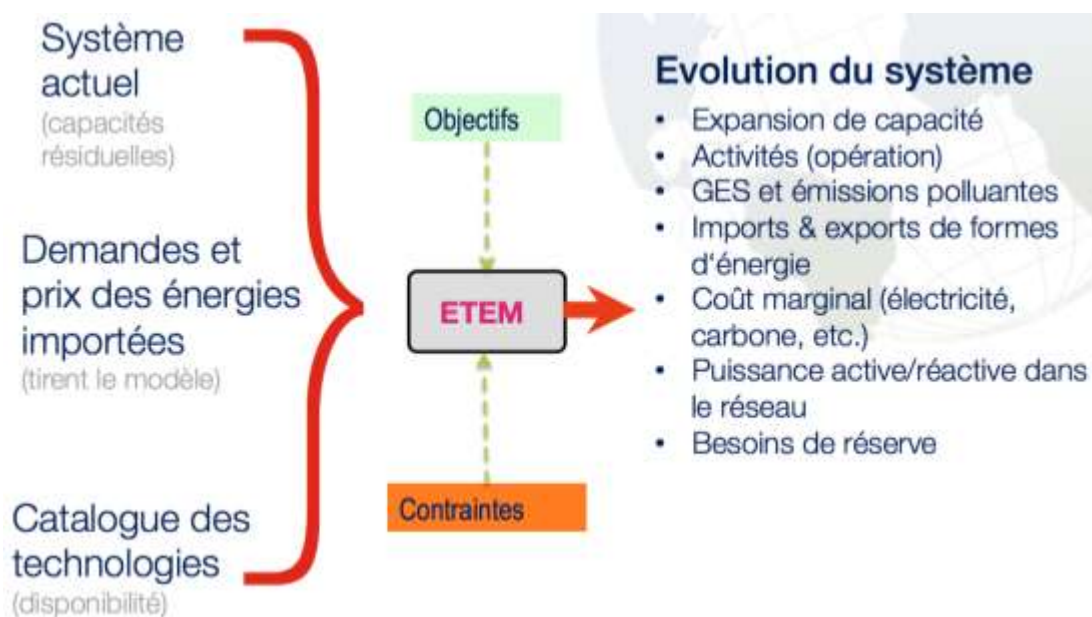 Système
actuel
(capacités
résiduelles)
Demandes et
prix des énergies
importées
(tirent le modèle)
Catalogue des
technologies
(disponibilité)
Objectifs
ETEM
Contraintes
Evolution du système
• Expansion de capacité
• Activités (opération)
• GES et émissions polluantes
• Imports & exports de formes
d'énergie
• Coût marginal (électricité,
carbone, etc.)
• Puissance active/réactive dans
le réseau
• Besoins de réserve